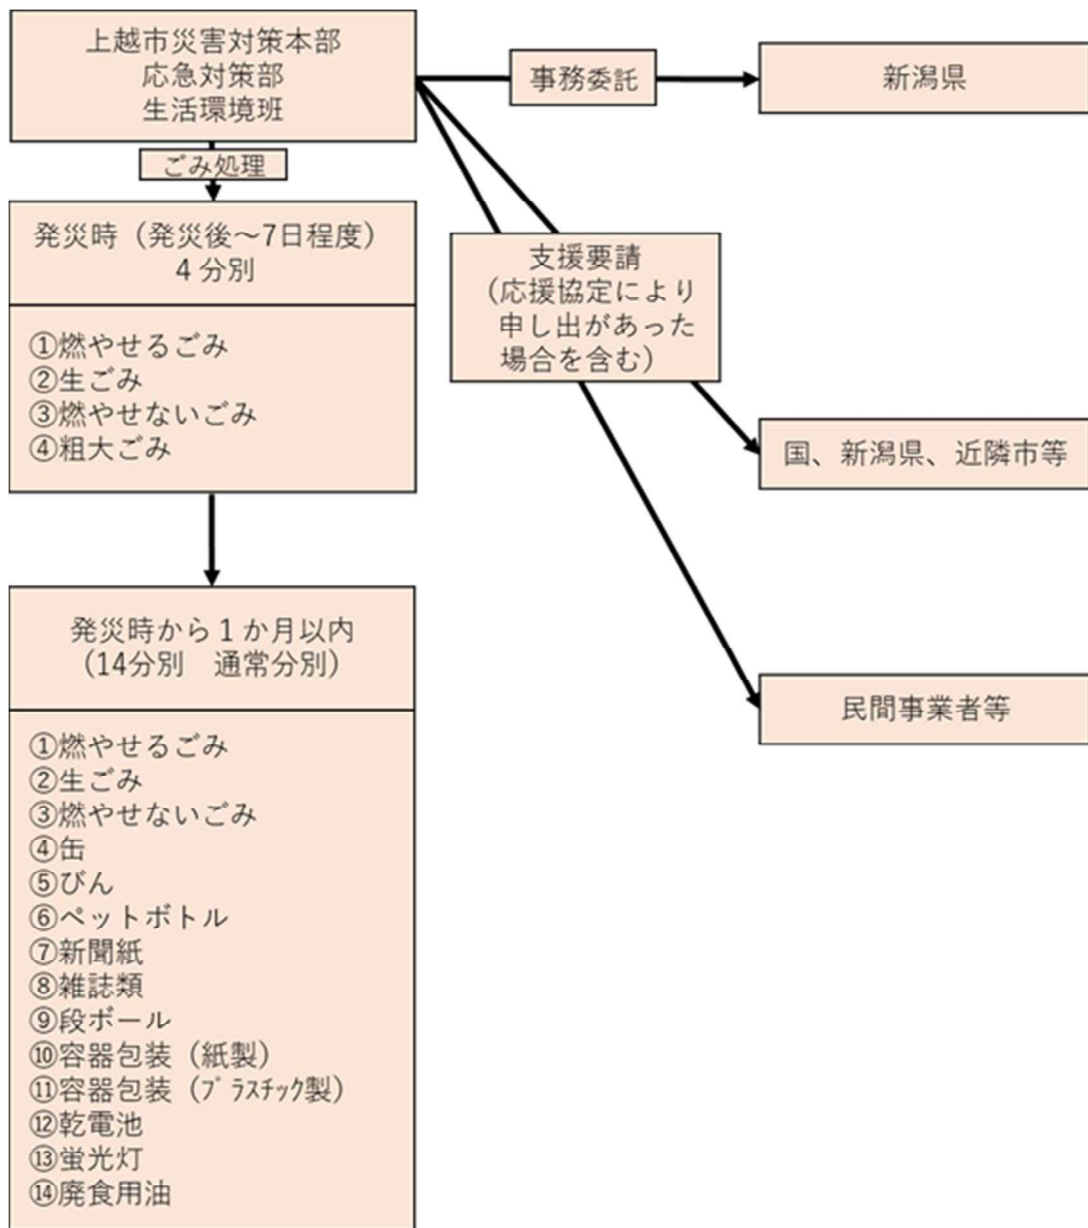 上越市災害対策本部
応急対策部
生活環境班
事務委託
新潟県
ごみ処理
発災時（発災後～7日程度）
４分別
①燃やせるごみ
②生ごみ
③燃やせないごみ
④粗大ごみ
支援要請
（応援協定により
申し出があった
場合を含む）
国、新潟県、近隣市等
民間事業者等
発災時から１か月以内
（14分別　通常分別）
①燃やせるごみ
②生ごみ
③燃やせないごみ
④缶
⑤びん
⑥ペットボトル
⑦新聞紙
⑧雑誌類
⑨段ボール
⑩容器包装（紙製）
⑪容器包装（ﾌﾟﾗｽﾁｯｸ製）
⑫乾電池
⑬蛍光灯
⑭廃食用油